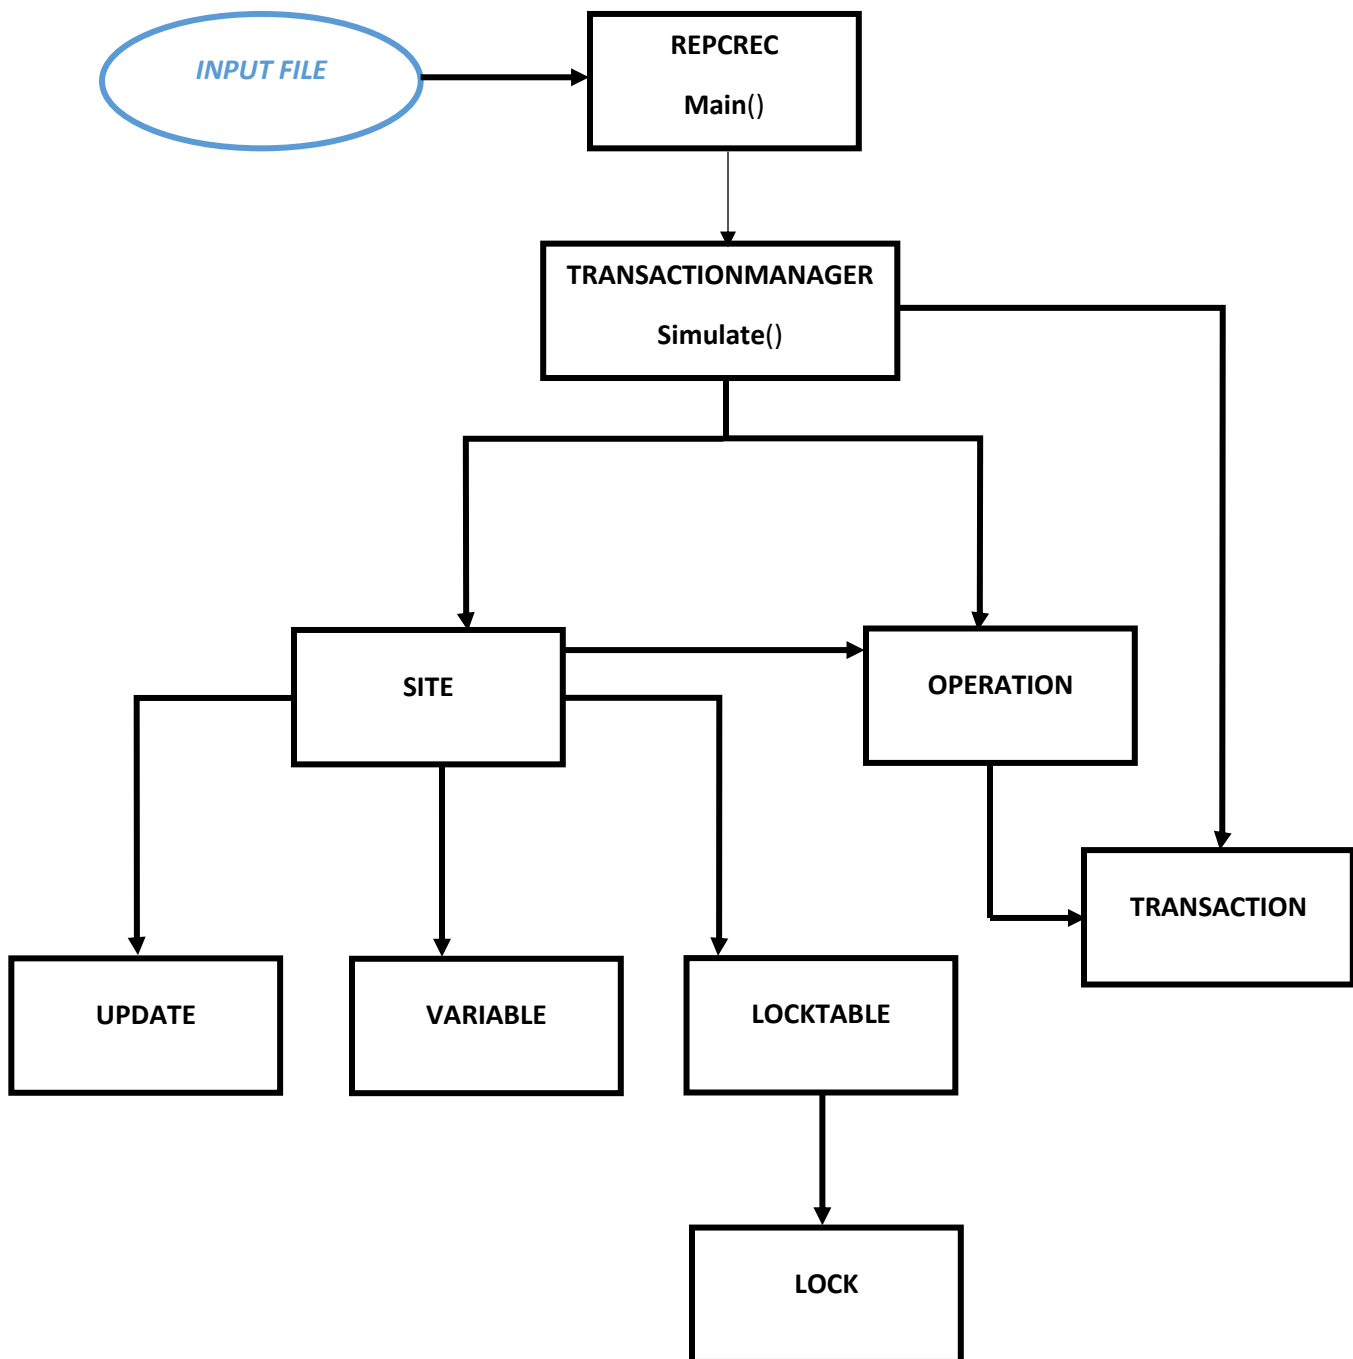 INPUT FILE
REPCREC
Main()
TRANSACTIONMANAGER
Simulate()
SITE
OPERATION
TRANSACTION
UPDATE
VARIABLE
LOCKTABLE
LOCK